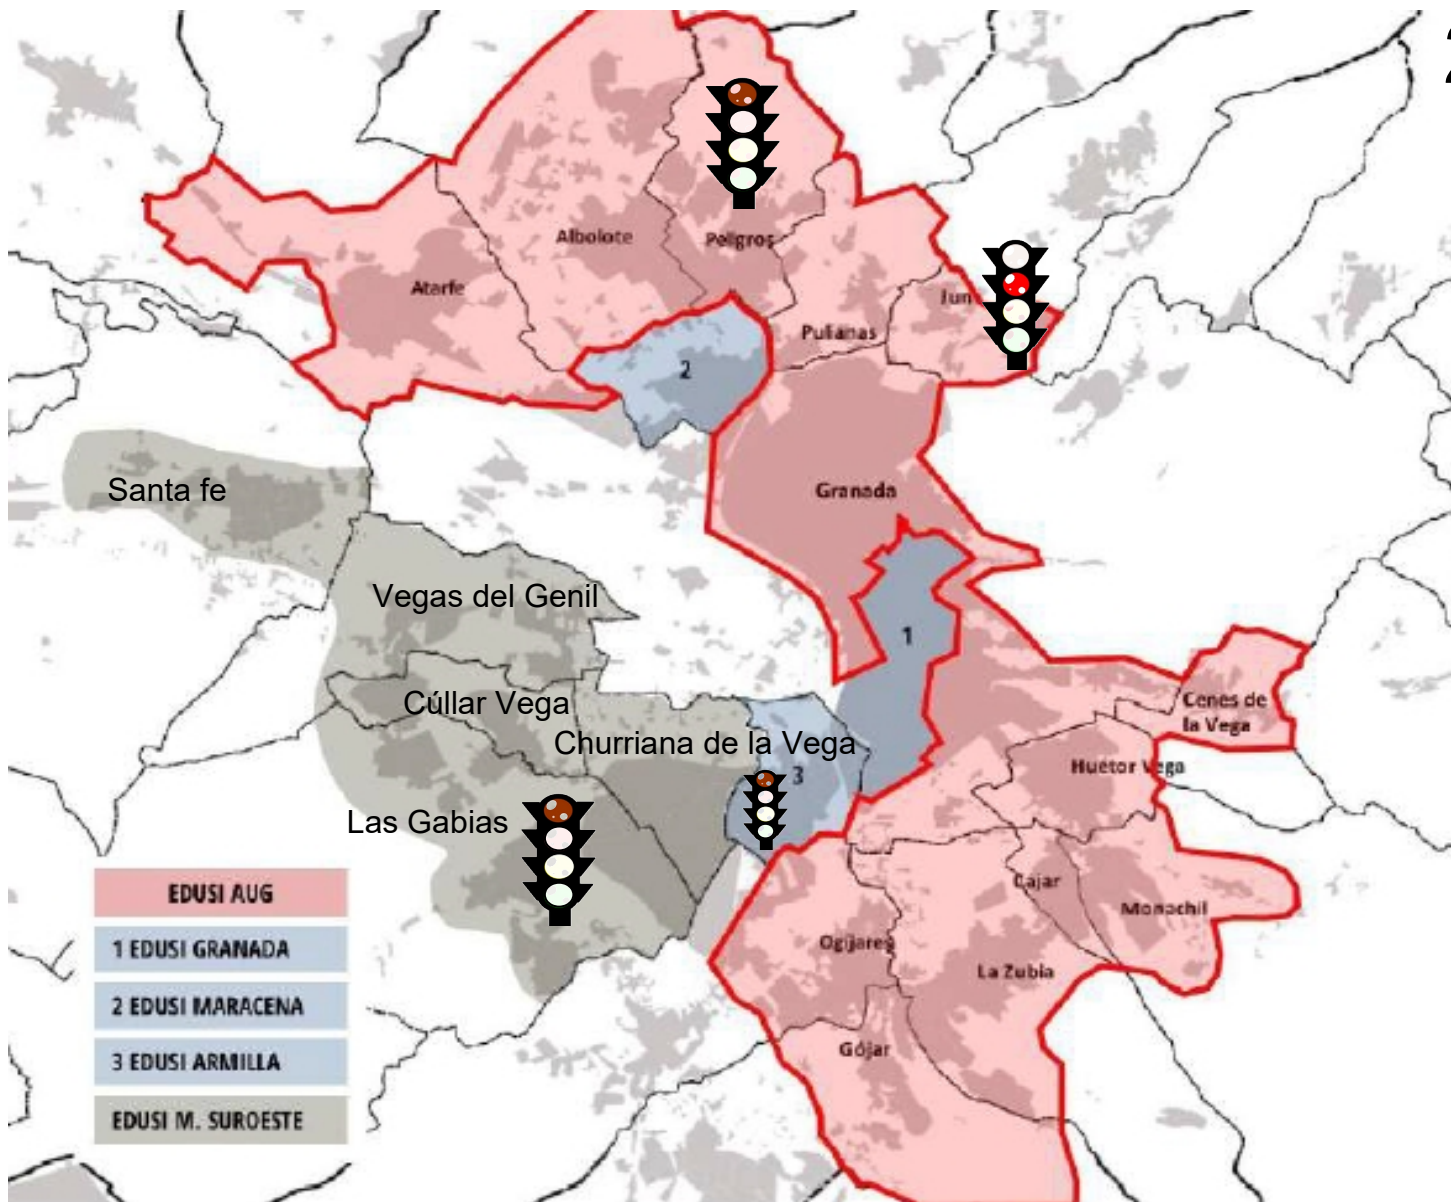 Albolote
Peligros
Atarfe
Jun
Pulianas
2
Santa fe
Granada
Vegas del Genil
1
Cúllar Vega
Cenes de
la Vega
Churriana de la Vega
3
Huetor Vega
Las Gabias
Cajar
Monachil
Ogijares
La Zubia
Gójar
EDUSI AUG
1 EDUSI GRANADA
2 EDUSI MARACENA
3 EDUSI ARMILLA
EDUSI M. SUROESTE